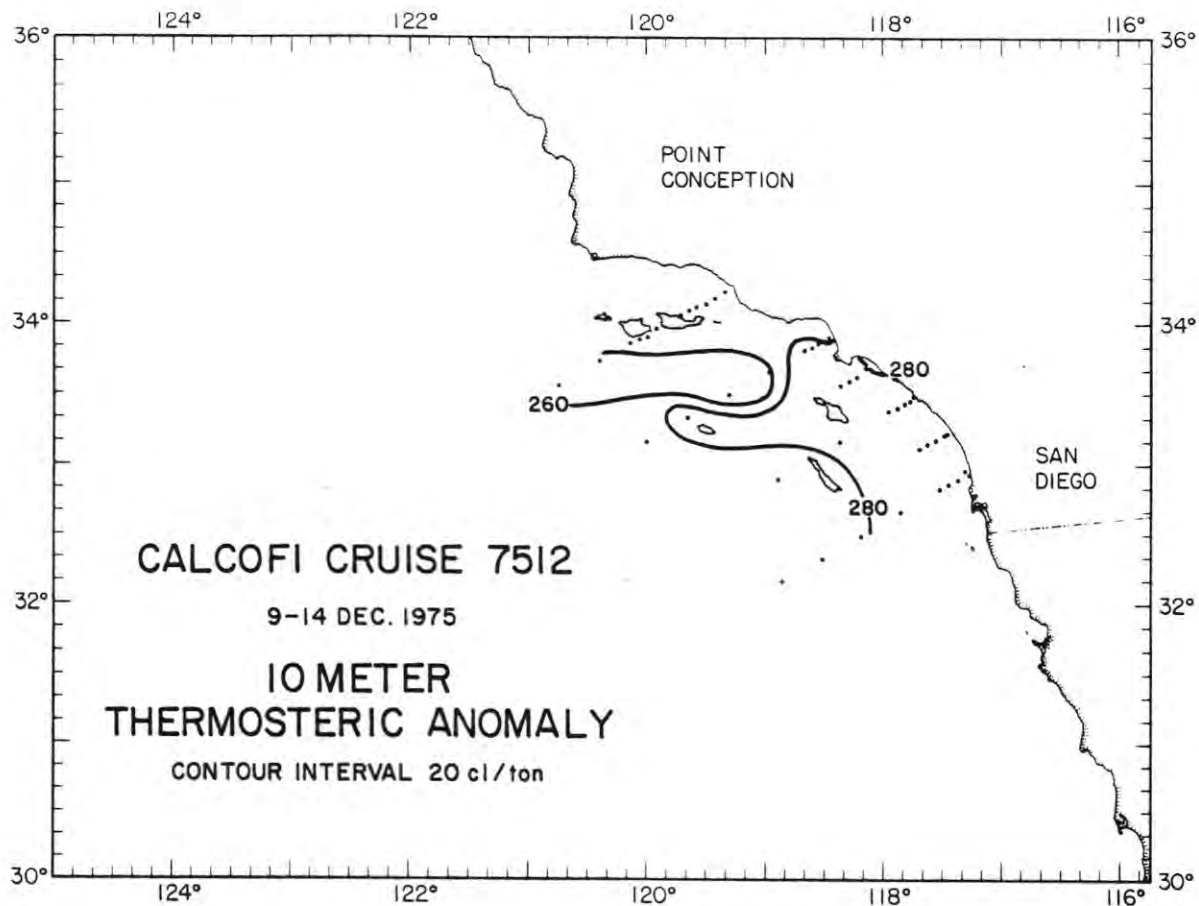 124° 122° 120° 118° 116°
36° 36°
POINT
CONCEPTION
34° 34°
280
260
SAN
DIEGO
280
CALCOFI CRUISE 7512
9-14 DEC. 1975
32° 32°
10 METER
THERMOSTERIC ANOMALY
CONTOUR INTERVAL 20 cl/ton
30° 30°
124° 122° 120° 118° 116°